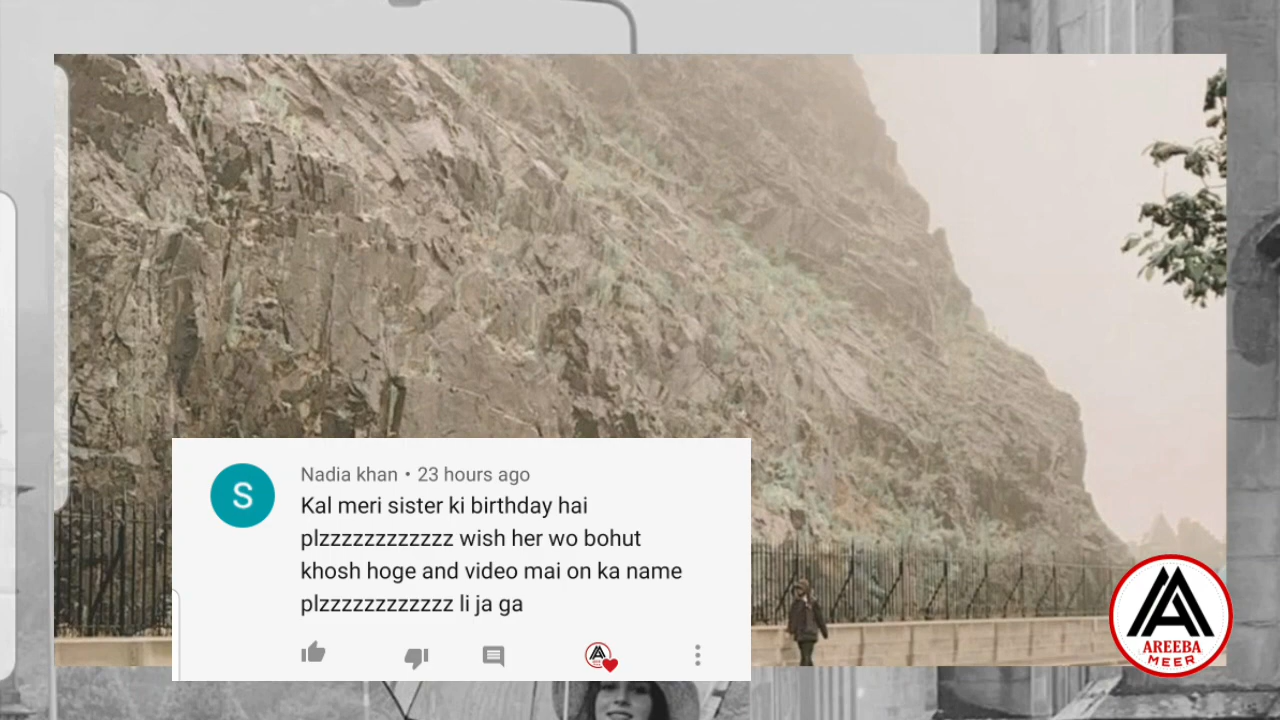 S
Nadia khan • 23 hours ago
Kal meri sister ki birthday hai
plzzzzzzzzzzzz wish her wo bohut
khosh hoge and video mai on ka name
plzzzzzzzzzzzz li ja ga
AREEBA
MEER